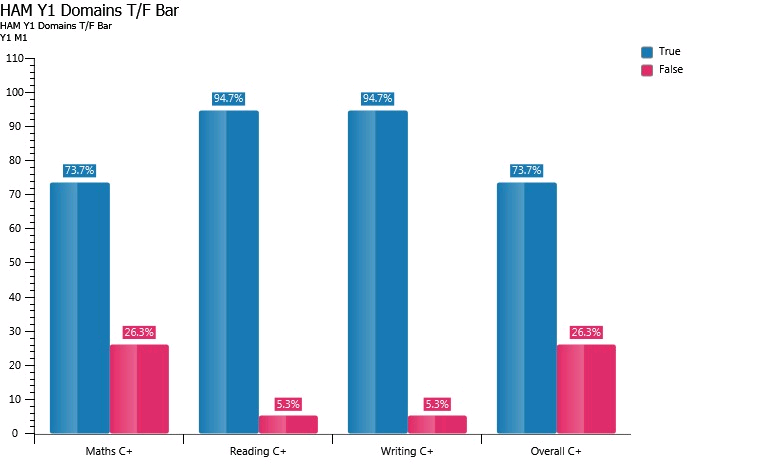 HAM Y1 Domains T/F Bar
HAM Y1 Domains T/F Bar
Y1 M1
True
False
110
100
90
80
70
60
50
40
30
20
10
0
73.7%
26.3%
94.7%
5.3%
94.7%
5.3%
73.7%
26.3%
Maths C+
Reading C+
Writing C+
Overall C+